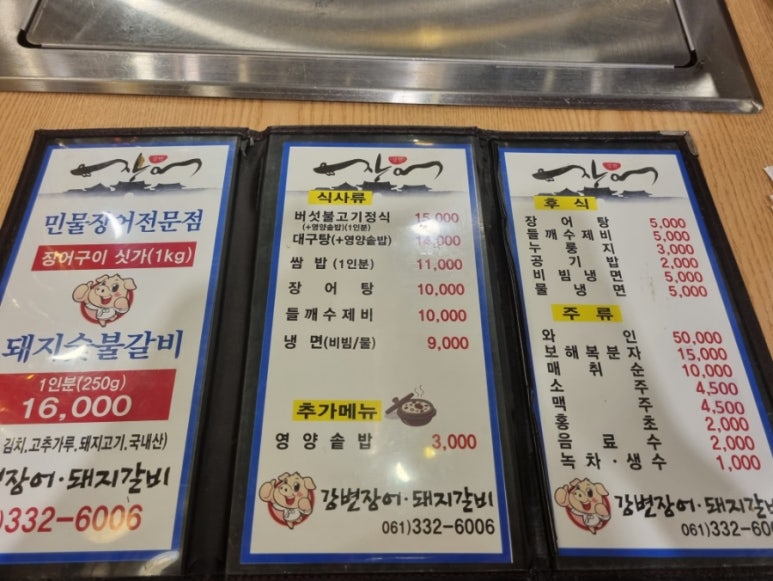 장어
민물장어전문점
장어구이 싯가(1kg)
돼지숯불갈비
1인분(250g)
16,000
김치,고추가루,돼지고기.국내산)
변장어·돼지갈비
)332-6006
강변
장어
식사류
버섯불고기정식 15,000
(+영양솥밥)(1인분)
대구탕(+영양솥밥) 14,000
쌈밥 (1인분) 11,000
장어탕 10,000
들깨수제비 10,000
냉면(비빔/물) 9,000
추가메뉴
영양솥밥 3,000
강변장어·돼지갈비
061)332-6006
장어
후식
장어탕 5,000
들깨수제비 5,000
누룽지 3,000
공기밥 2,000
비빔냉면 5,000
물냉면 5,000
주류
와인 50,000
보해복분자 15,000
매취순 10,000
소주 4,500
맥주 4,500
홍초 2,000
음료수 2,000
녹차·생수 1,000
강변장어·돼지갈비
061)332-60